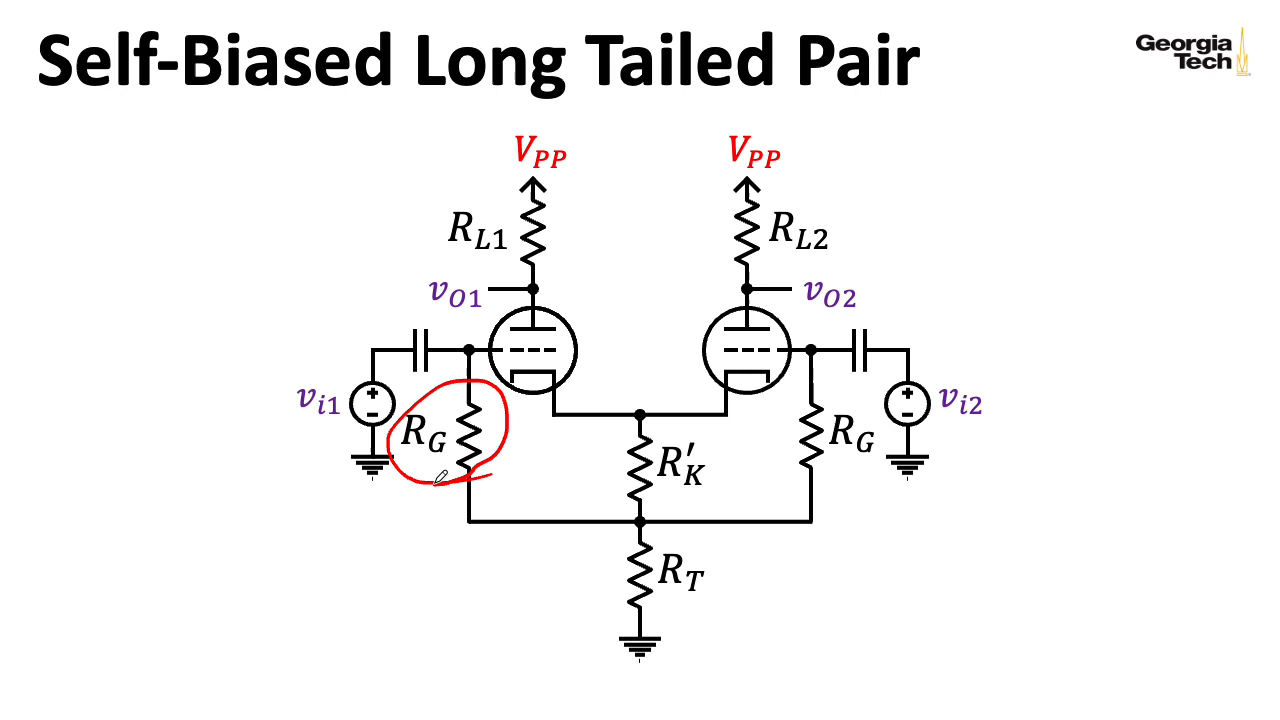 Self-Biased Long Tailed Pair
Georgia
Tech
V_PP
V_PP
R_L1
R_L2
v_O1
v_O2
v_i1
+
-
R_G
R'_K
R_G
+
-
v_i2
R_T